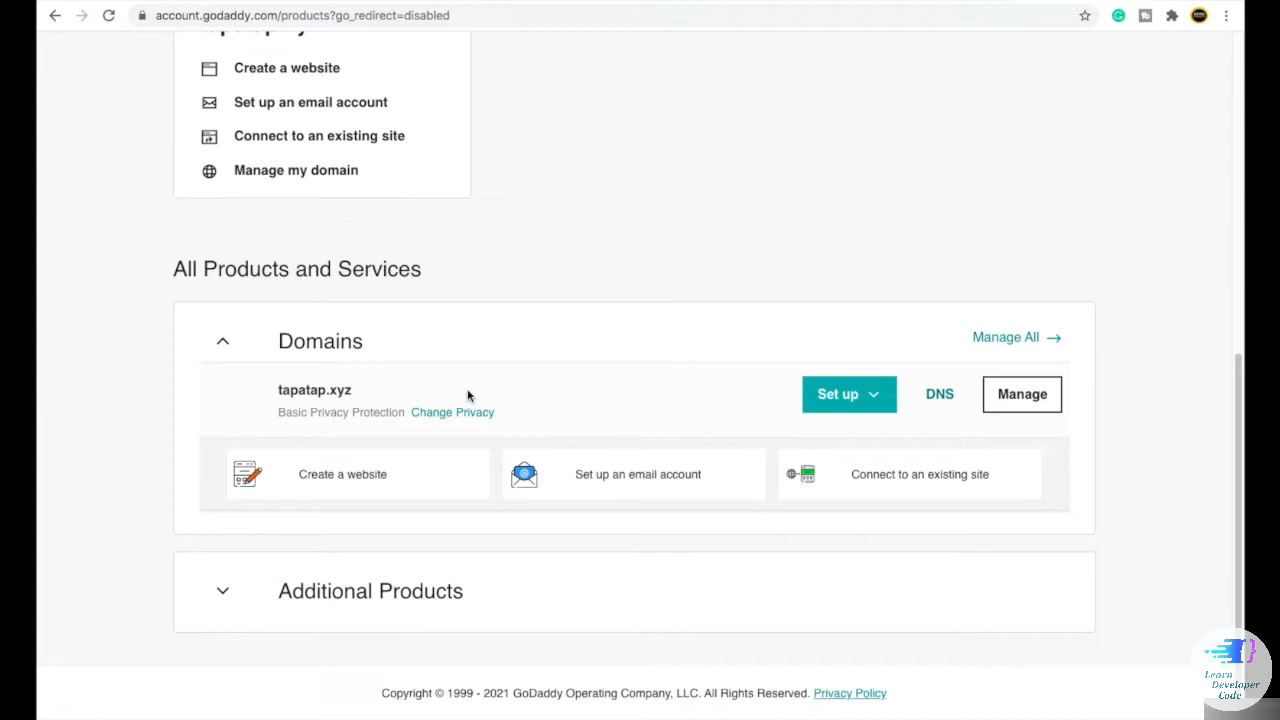 account.godaddy.com/products?go_redirect=disabled
Create a website
Set up an email account
Connect to an existing site
Manage my domain
All Products and Services
Domains
Manage All →
tapatap.xyz
Set up
DNS
Manage
Basic Privacy Protection Change Privacy
Create a website
Set up an email account
Connect to an existing site
Additional Products
Copyright © 1999 - 2021 GoDaddy Operating Company, LLC. All Rights Reserved. Privacy Policy
Learn
Developer
Code